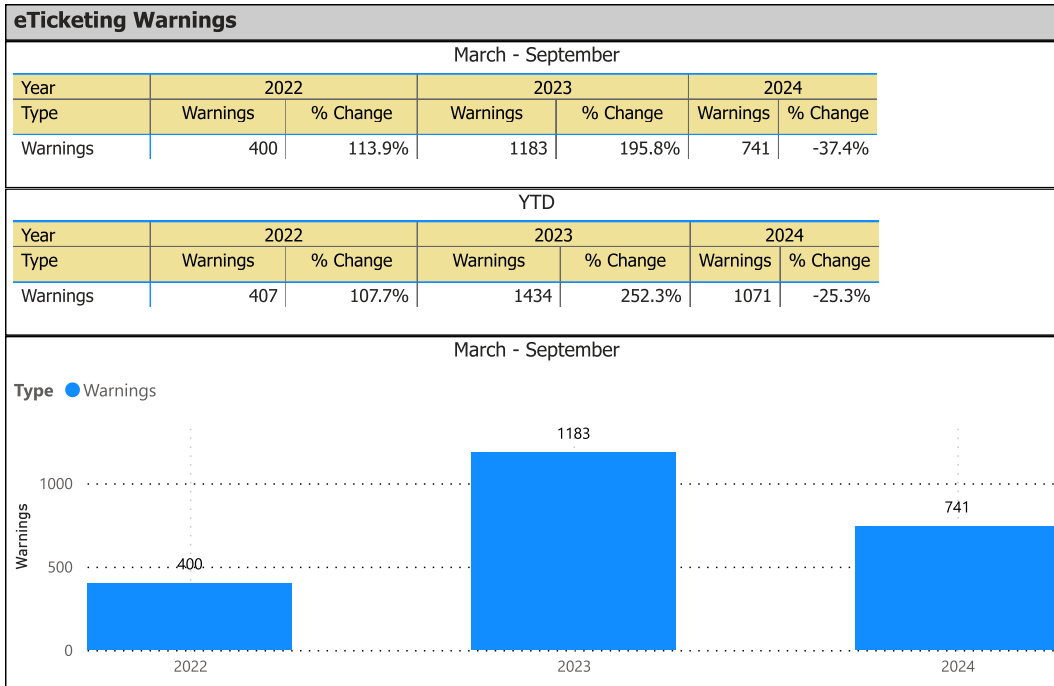 eTicketing Warnings
March - September
Year 2022 2023 2024
Type Warnings % Change Warnings % Change Warnings % Change
Warnings 400 113.9% 1183 195.8% 741 -37.4%
YTD
Year 2022 2023 2024
Type Warnings % Change Warnings % Change Warnings % Change
Warnings 407 107.7% 1434 252.3% 1071 -25.3%
March - September
Type Warnings
1183
1000
741
Warnings
500
400
0
2022 2023 2024